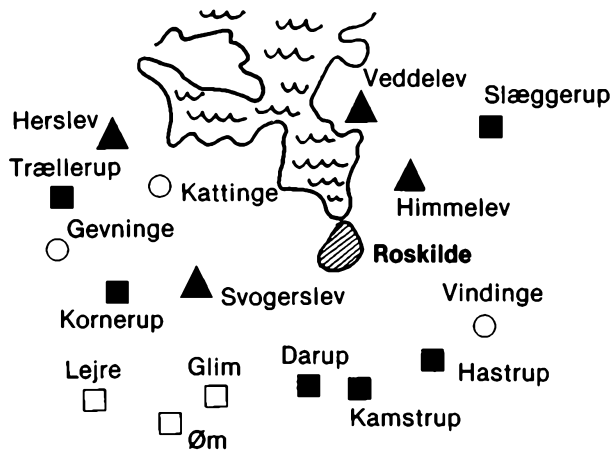 Veddelev
Slæggerup
Herslev
Trællerup
Kattinge
Himmelev
Gevninge
Roskilde
Svogerslev
Vindinge
Kornerup
Lejre
Glim
Darup
Hastrup
Kamstrup
Øm